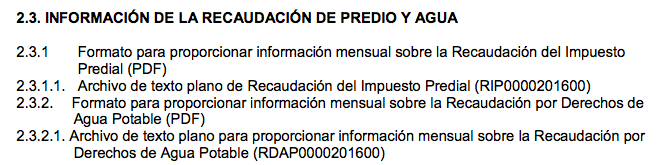 2.3. INFORMACIÓN DE LA RECAUDACIÓN DE PREDIO Y AGUA
2.3.1 Formato para proporcionar información mensual sobre la Recaudación del Impuesto
Predial (PDF)
2.3.1.1. Archivo de texto plano de Recaudación del Impuesto Predial (RIP0000201600)
2.3.2. Formato para proporcionar información mensual sobre la Recaudación por Derechos de
Agua Potable (PDF)
2.3.2.1. Archivo de texto plano para proporcionar información mensual sobre la Recaudación por
Derechos de Agua Potable (RDAP0000201600)